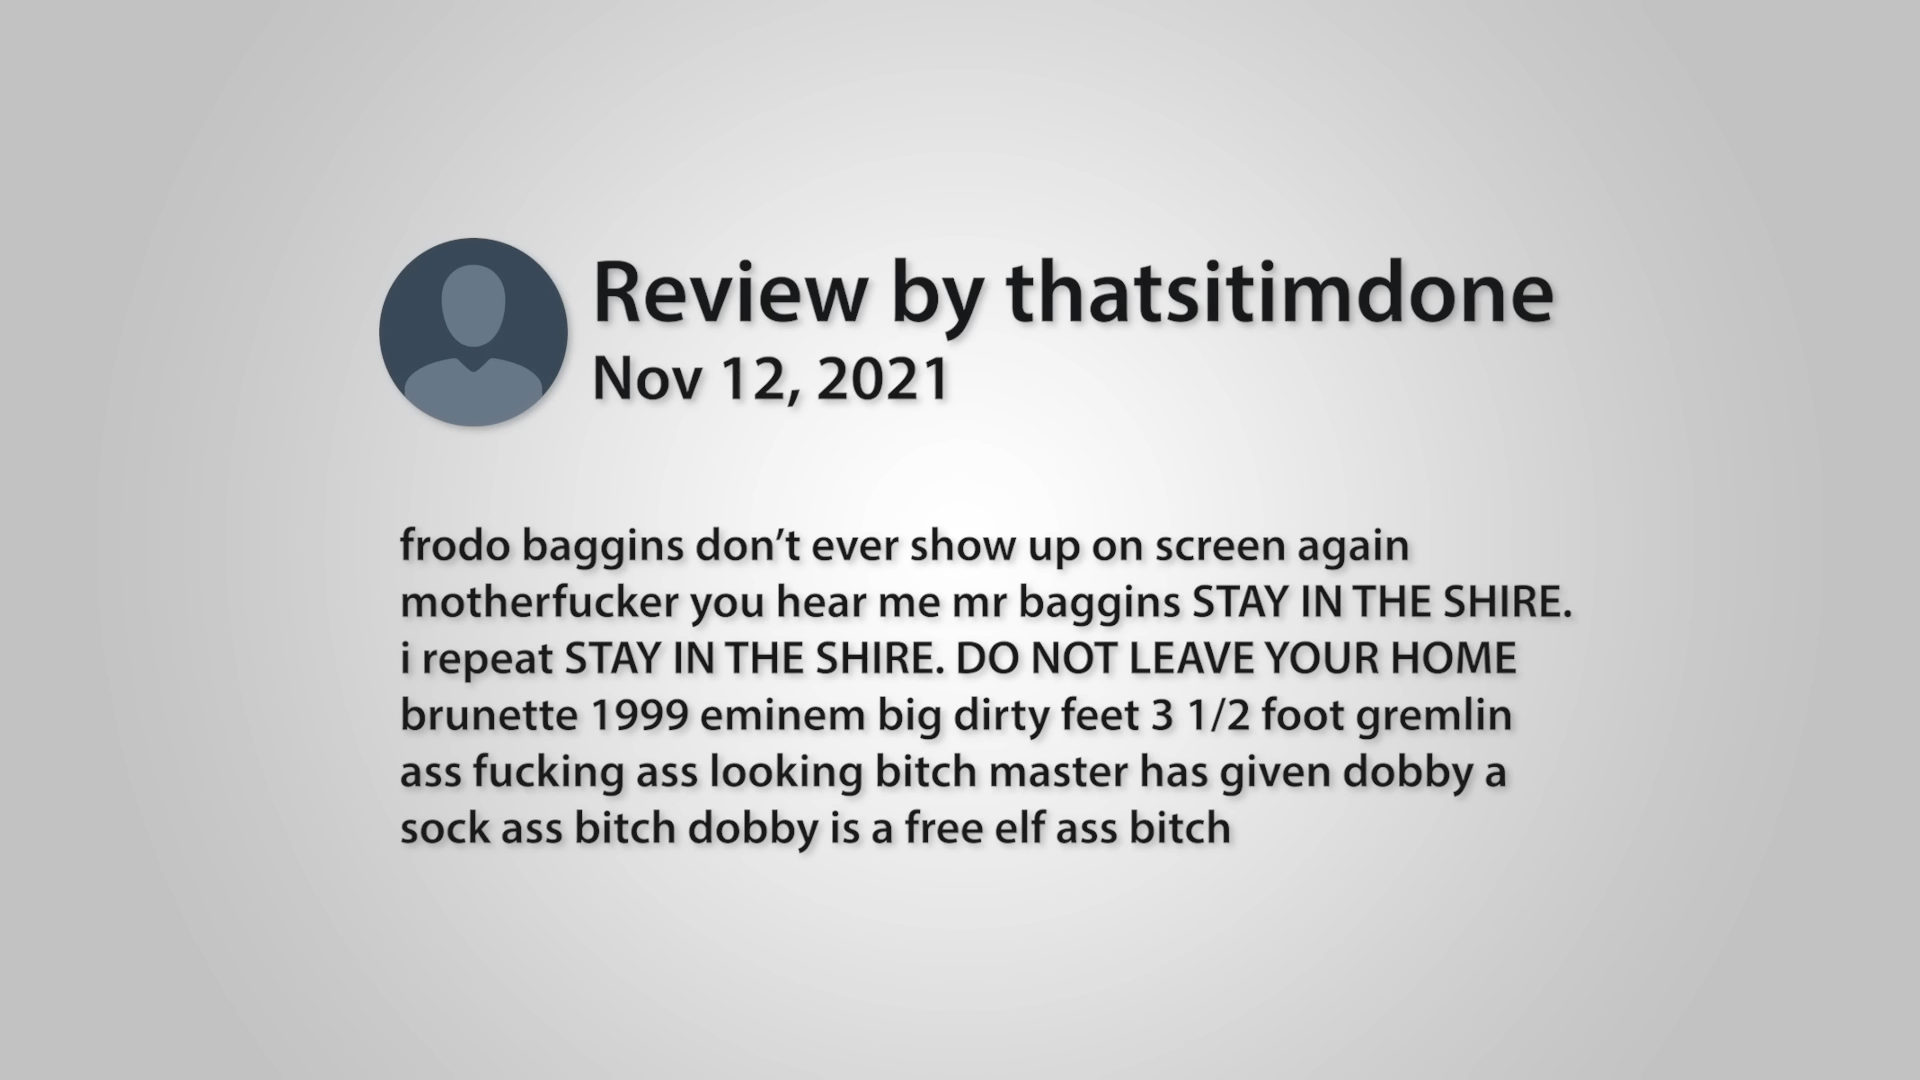 Review by thatsitimdone
Nov 12, 2021
frodo baggins don’t ever show up on screen again
motherfucker you hear me mr baggins STAY IN THE SHIRE.
i repeat STAY IN THE SHIRE. DO NOT LEAVE YOUR HOME
brunette 1999 eminem big dirty feet 3 1/2 foot gremlin
ass fucking ass looking bitch master has given dobby a
sock ass bitch dobby is a free elf ass bitch